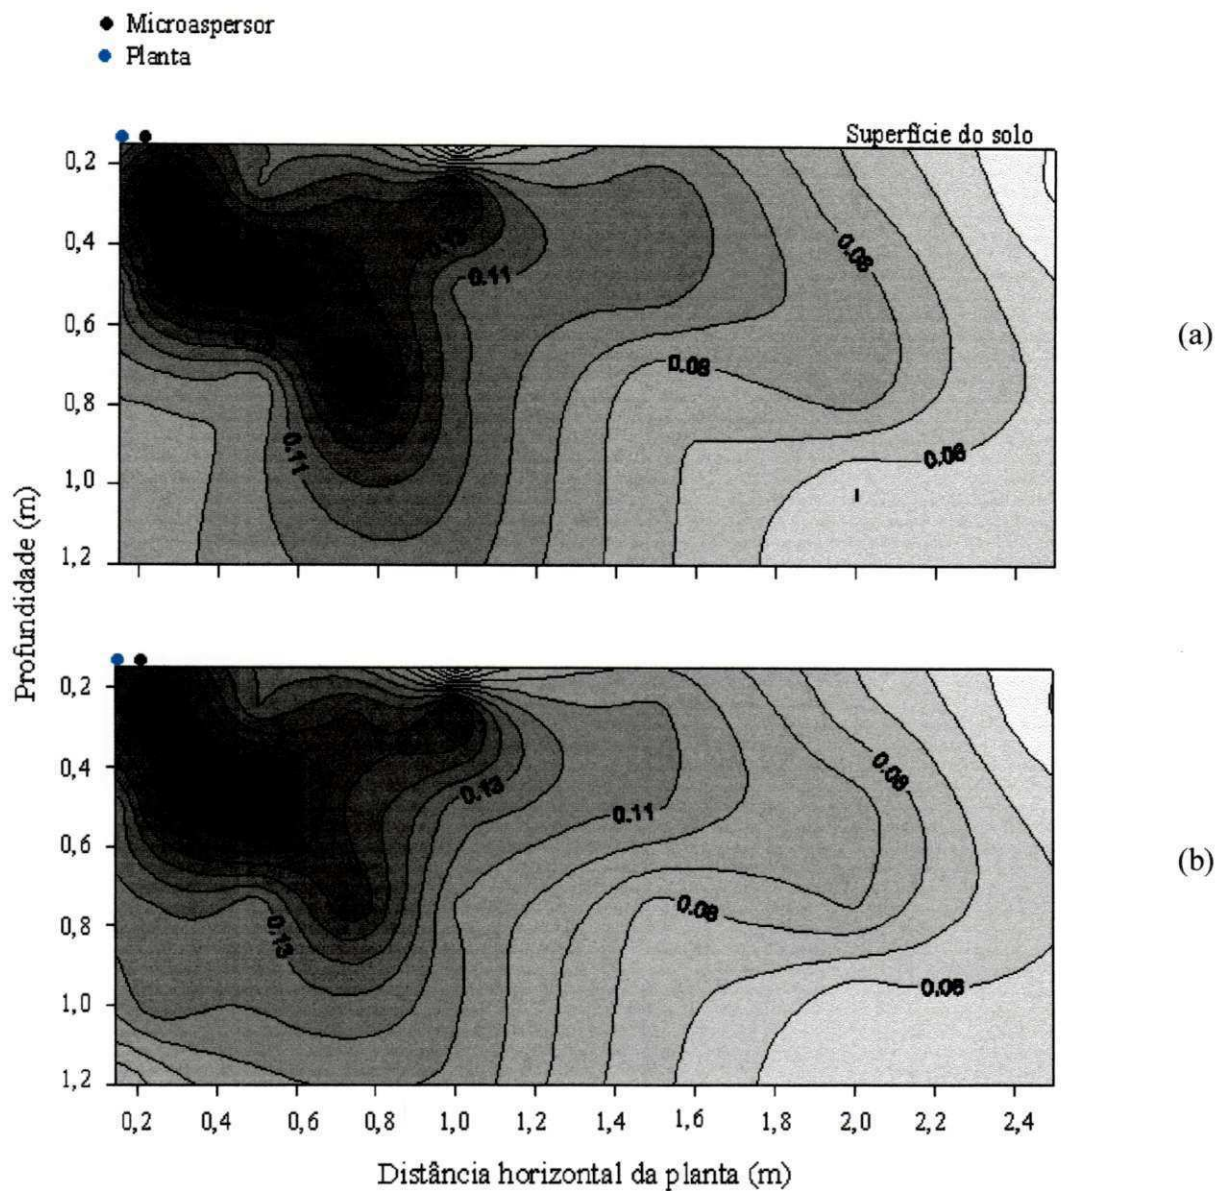 Microaspersor
Planta
Superfície do solo
0,2
0,4
0,6
0,8
1,0
1,2
0.11
0.08
0.08
0.11
0.06
(a)
Profundidade (m)
0,2
0,4
0,6
0,8
1,0
1,2
0.13
0.08
0.11
0.13
0.08
0.06
(b)
0,2 0,4 0,6 0,8 1,0 1,2 1,4 1,6 1,8 2,0 2,2 2,4
Distância horizontal da planta (m)